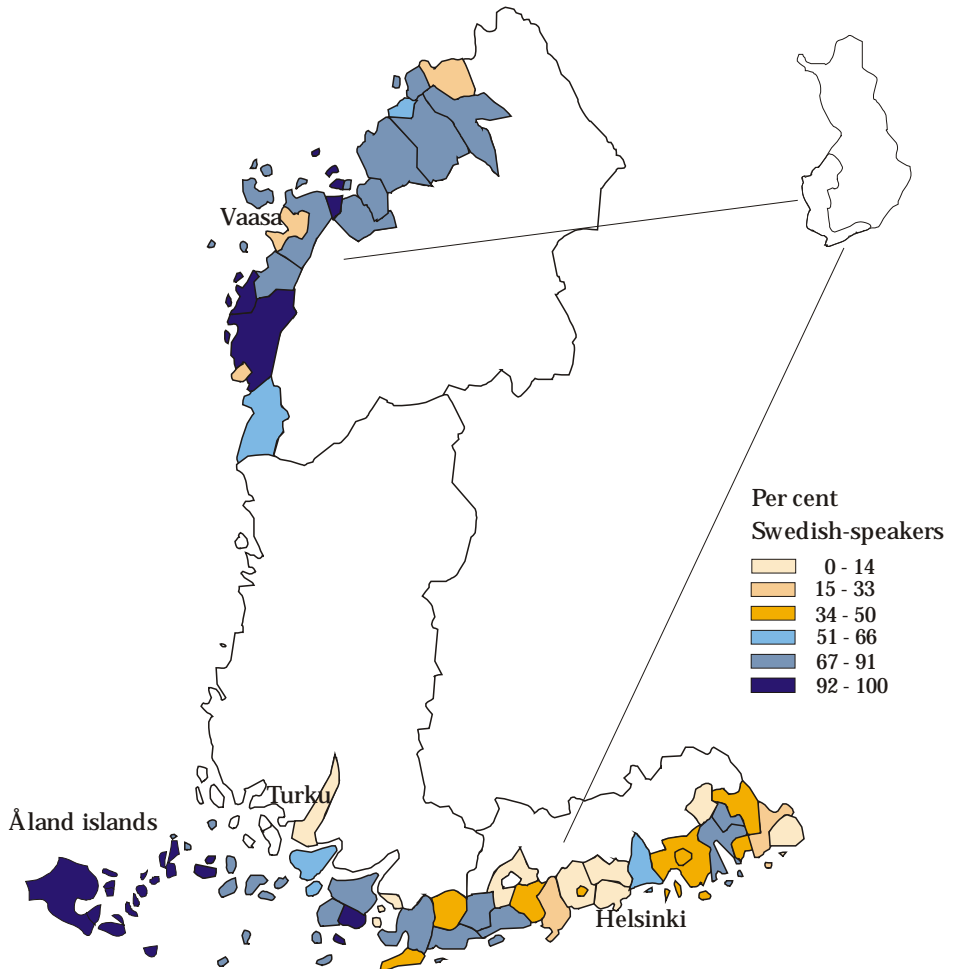 Vaasa
Per cent
Swedish-speakers
0 - 14
15 - 33
34 - 50
51 - 66
67 - 91
92 - 100
Turku
Åland islands
Helsinki